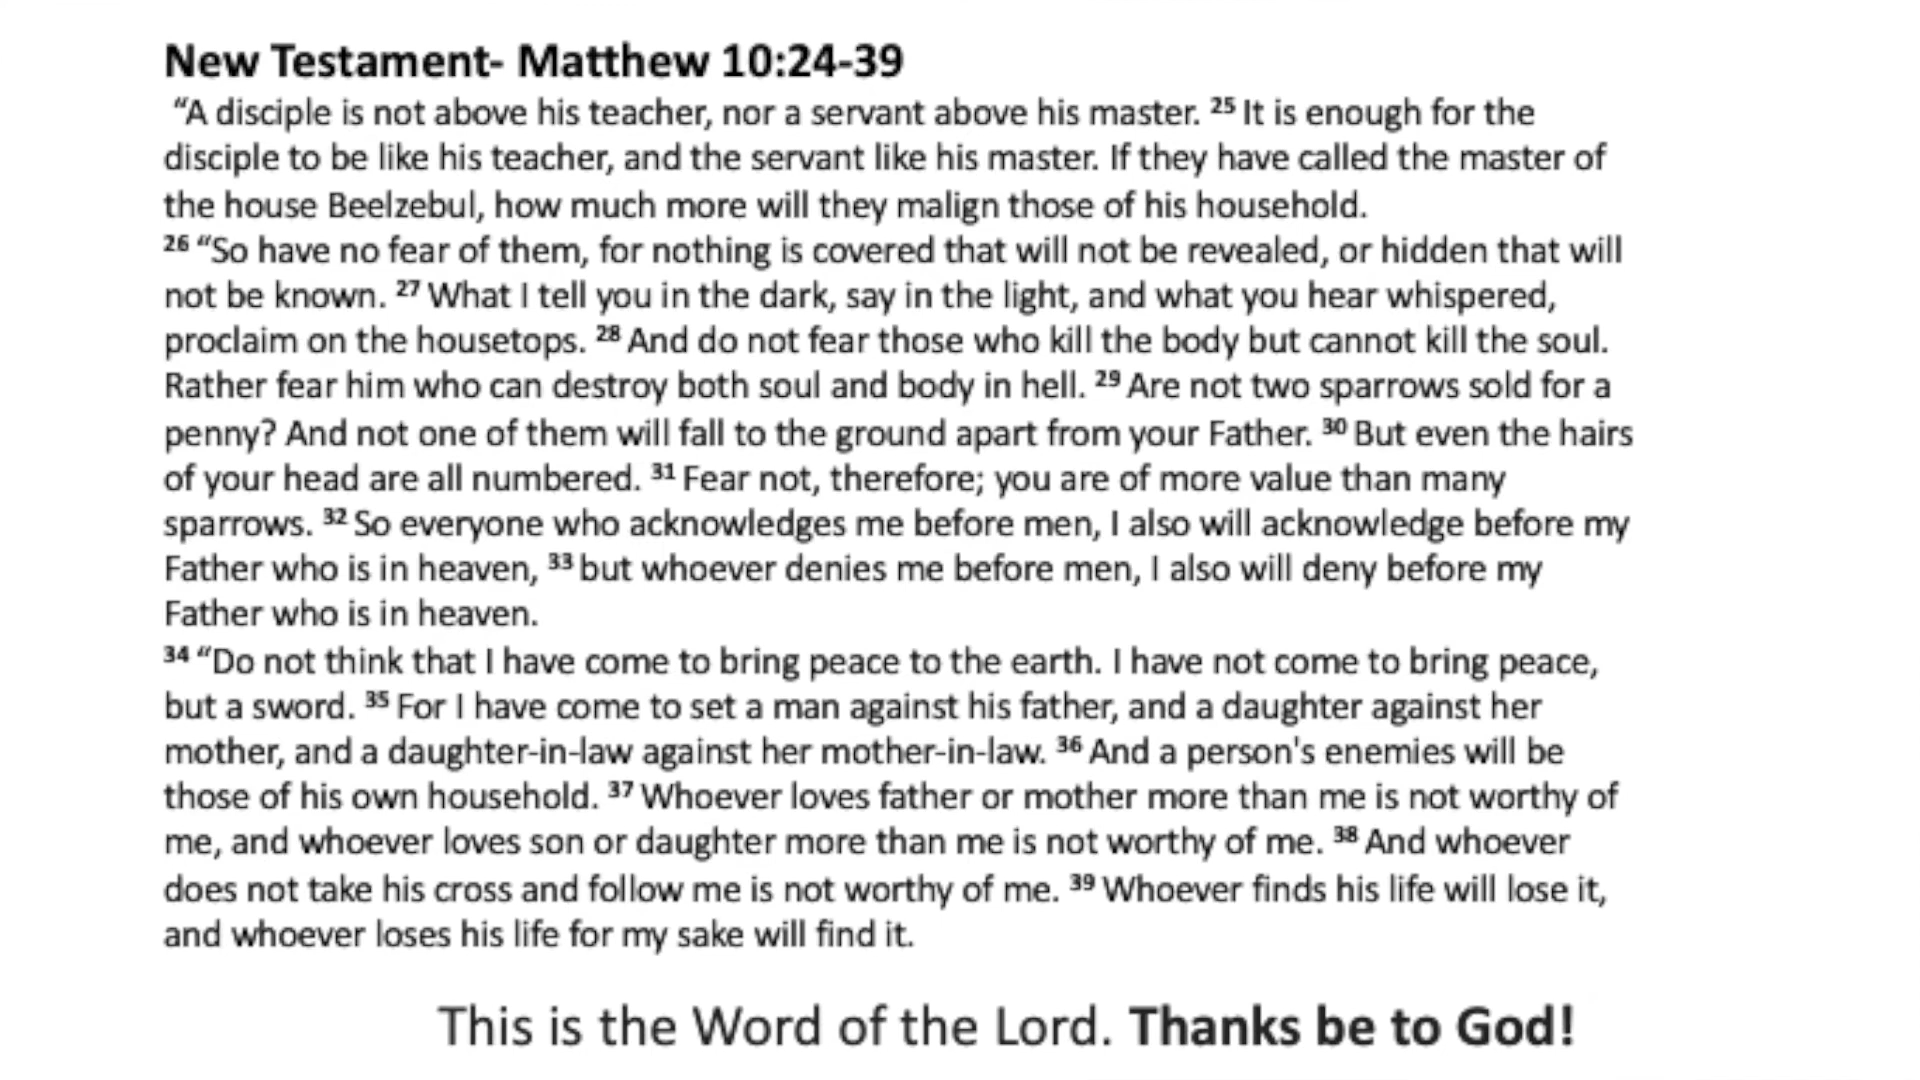 New Testament- Matthew 10:24-39
“A disciple is not above his teacher, nor a servant above his master. 25 It is enough for the
disciple to be like his teacher, and the servant like his master. If they have called the master of
the house Beelzebul, how much more will they malign those of his household.
26 “So have no fear of them, for nothing is covered that will not be revealed, or hidden that will
not be known. 27 What I tell you in the dark, say in the light, and what you hear whispered,
proclaim on the housetops. 28 And do not fear those who kill the body but cannot kill the soul.
Rather fear him who can destroy both soul and body in hell. 29 Are not two sparrows sold for a
penny? And not one of them will fall to the ground apart from your Father. 30 But even the hairs
of your head are all numbered. 31 Fear not, therefore; you are of more value than many
sparrows. 32 So everyone who acknowledges me before men, I also will acknowledge before my
Father who is in heaven, 33 but whoever denies me before men, I also will deny before my
Father who is in heaven.
34 “Do not think that I have come to bring peace to the earth. I have not come to bring peace,
but a sword. 35 For I have come to set a man against his father, and a daughter against her
mother, and a daughter-in-law against her mother-in-law. 36 And a person's enemies will be
those of his own household. 37 Whoever loves father or mother more than me is not worthy of
me, and whoever loves son or daughter more than me is not worthy of me. 38 And whoever
does not take his cross and follow me is not worthy of me. 39 Whoever finds his life will lose it,
and whoever loses his life for my sake will find it.
This is the Word of the Lord. Thanks be to God!